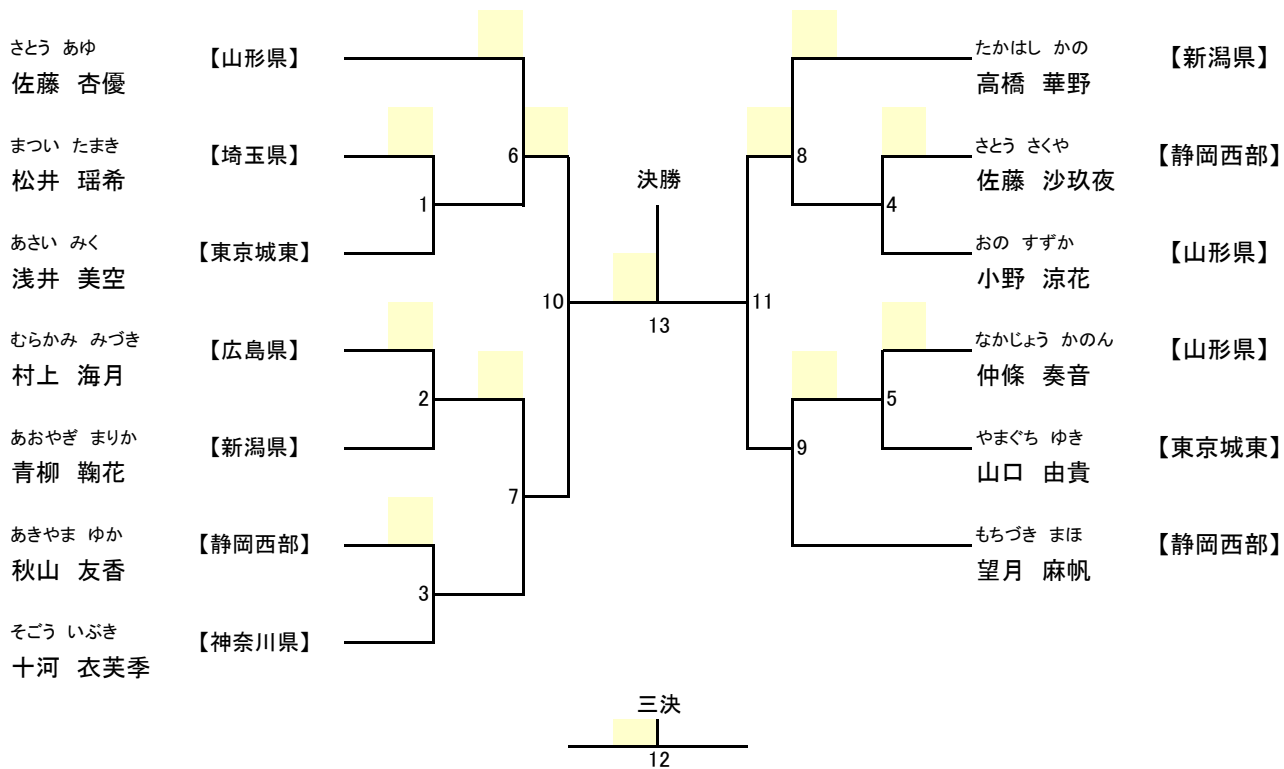 さとう あゆ
佐藤 杏優
【山形県】
まつい たまき
松井 瑶希
【埼玉県】
あさい みく
浅井 美空
【東京城東】
むらかみ みづき
村上 海月
【広島県】
あおやぎ まりか
青柳 鞠花
【新潟県】
あきやま ゆか
秋山 友香
【静岡西部】
そごう いぶき
十河 衣芙季
【神奈川県】
1
2
3
6
7
10
決勝
13
11
8
9
4
5
たかはし かの
高橋 華野
【新潟県】
さとう さくや
佐藤 沙玖夜
【静岡西部】
おの すずか
小野 涼花
【山形県】
なかじょう かのん
仲條 奏音
【山形県】
やまぐち ゆき
山口 由貴
【東京城東】
もちづき まほ
望月 麻帆
【静岡西部】
三決
12